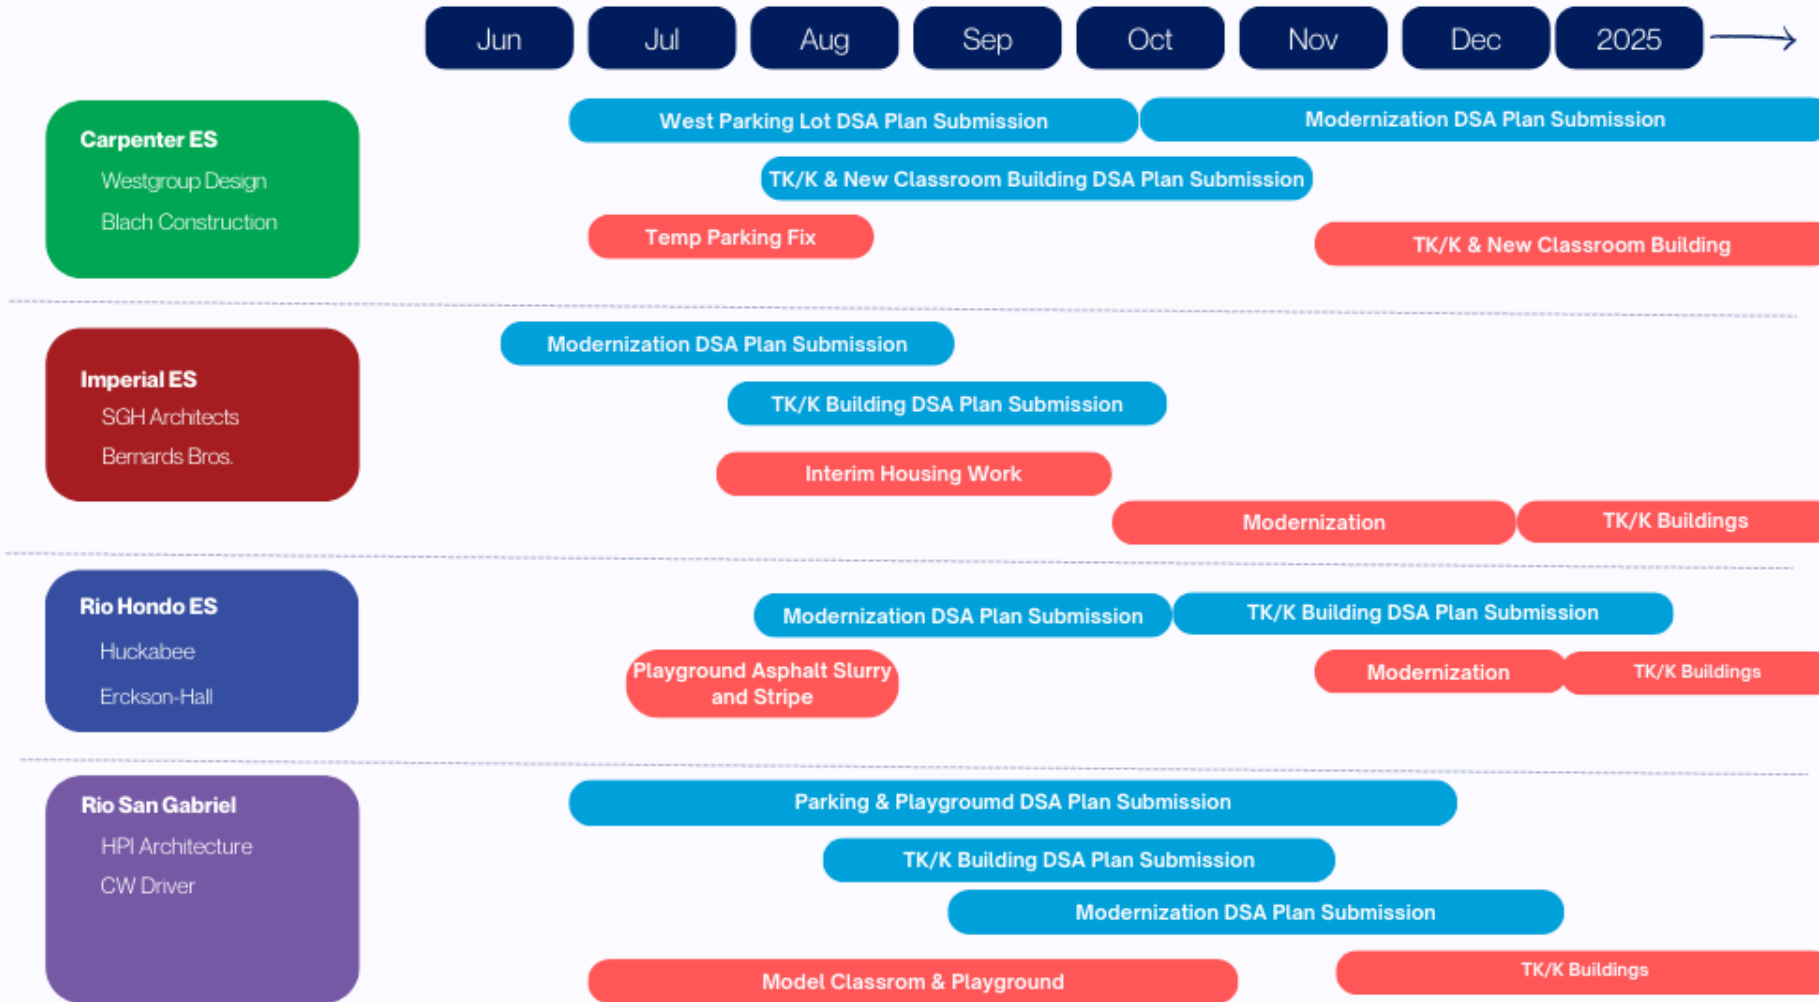 Jun Jul Aug Sep Oct Nov Dec 2025
Carpenter ES
Westgroup Design
Blach Construction
West Parking Lot DSA Plan Submission
Modernization DSA Plan Submission
TK/K & New Classroom Building DSA Plan Submission
Temp Parking Fix
TK/K & New Classroom Building
Imperial ES
SGH Architects
Bernards Bros.
Modernization DSA Plan Submission
TK/K Building DSA Plan Submission
Interim Housing Work
Modernization
TK/K Buildings
Rio Hondo ES
Huckabee
Erckson-Hall
Modernization DSA Plan Submission
TK/K Building DSA Plan Submission
Playground Asphalt Slurry
and Stripe
Modernization
TK/K Buildings
Rio San Gabriel
HPI Architecture
CW Driver
Parking & Playgroumd DSA Plan Submission
TK/K Building DSA Plan Submission
Modernization DSA Plan Submission
Model Classrom & Playground
TK/K Buildings